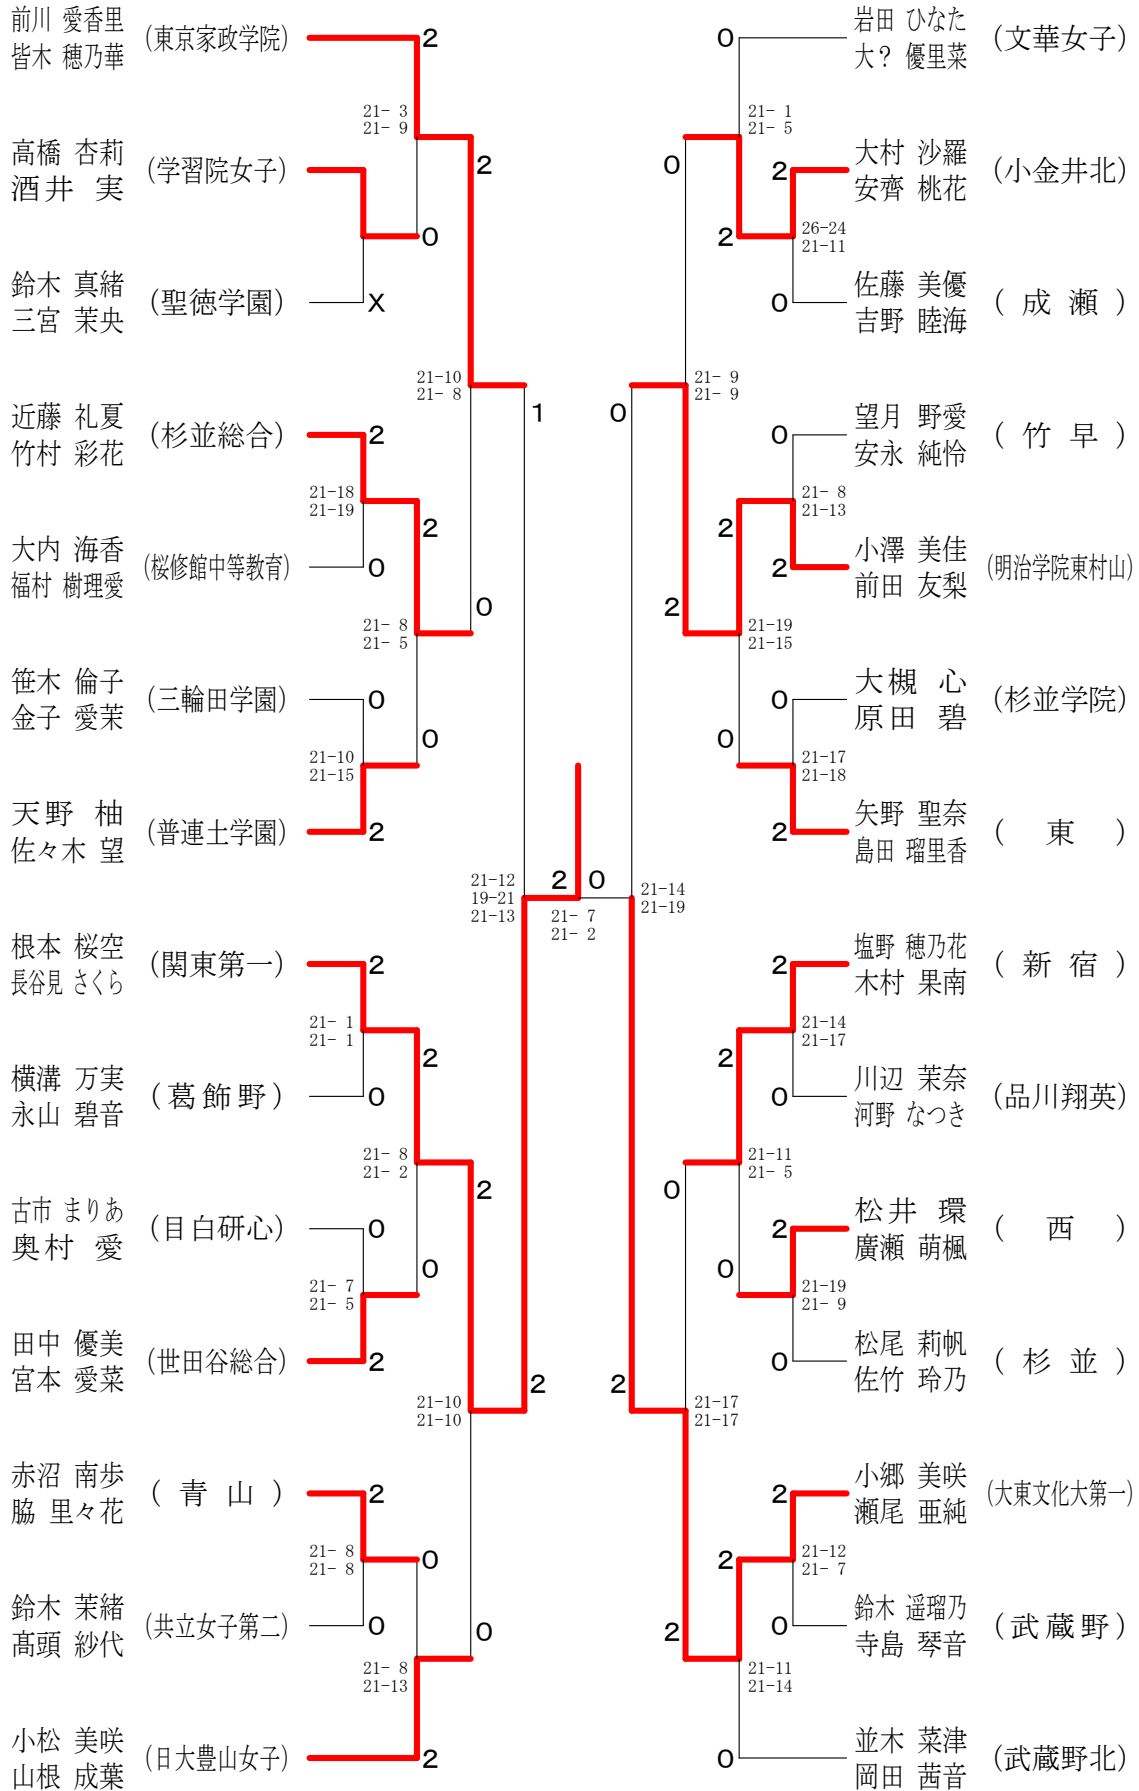 前川 愛香里
皆木 穂乃華
(東京家政学院)
2
21- 3
21- 9
高橋 杏莉
酒井 実
(学習院女子)
2
0
鈴木 真緒
三宮 茉央
(聖徳学園)
X
21-10
21- 8
1
近藤 礼夏
竹村 彩花
(杉並総合)
2
21-18
21-19
2
大内 海香
福村 樹理愛
(桜修館中等教育)
0
0
21- 8
21- 5
笹木 倫子
金子 愛茉
(三輪田学園)
0
0
21-10
21-15
天野 柚
佐々木 望
(普連土学園)
2
21-12
19-21
21-13
2
0
21- 7
21- 2
根本 桜空
長谷見 さくら
(関東第一)
2
21- 1
21- 1
2
横溝 万実
永山 碧音
(葛飾野)
0
21- 8
21- 2
2
古市 まりあ
奥村 愛
(目白研心)
0
0
21- 7
21- 5
田中 優美
宮本 愛菜
(世田谷総合)
2
2
21-10
21-10
赤沼 南歩
脇 里々花
(青山)
2
21- 8
21- 8
0
鈴木 茉緒
髙頭 紗代
(共立女子第二)
0
0
21- 8
21-13
小松 美咲
山根 成葉
(日大豊山女子)
2
0
岩田 ひなた
大? 優里菜
(文華女子)
21- 1
21- 5
0
2
大村 沙羅
安齊 桃花
(小金井北)
2
26-24
21-11
0
佐藤 美優
吉野 睦海
(成瀬)
21- 9
21- 9
0
0
望月 野愛
安永 純怜
(竹早)
21- 8
21-13
2
2
小澤 美佳
前田 友梨
(明治学院東村山)
2
21-19
21-15
0
大槻 心
原田 碧
(杉並学院)
0
21-17
21-18
2
矢野 聖奈
島田 瑠里香
(東)
21-14
21-19
2
塩野 穂乃花
木村 果南
(新宿)
21-14
21-17
2
0
川辺 茉奈
河野 なつき
(品川翔英)
21-11
21- 5
0
2
松井 環
廣瀬 萌楓
(西)
0
21-19
21- 9
0
松尾 莉帆
佐竹 玲乃
(杉並)
2
21-17
21-17
2
小郷 美咲
瀬尾 亜純
(大東文化大第一)
2
21-12
21- 7
0
鈴木 遥瑠乃
寺島 琴音
(武蔵野)
2
21-11
21-14
0
並木 菜津
岡田 茜音
(武蔵野北)